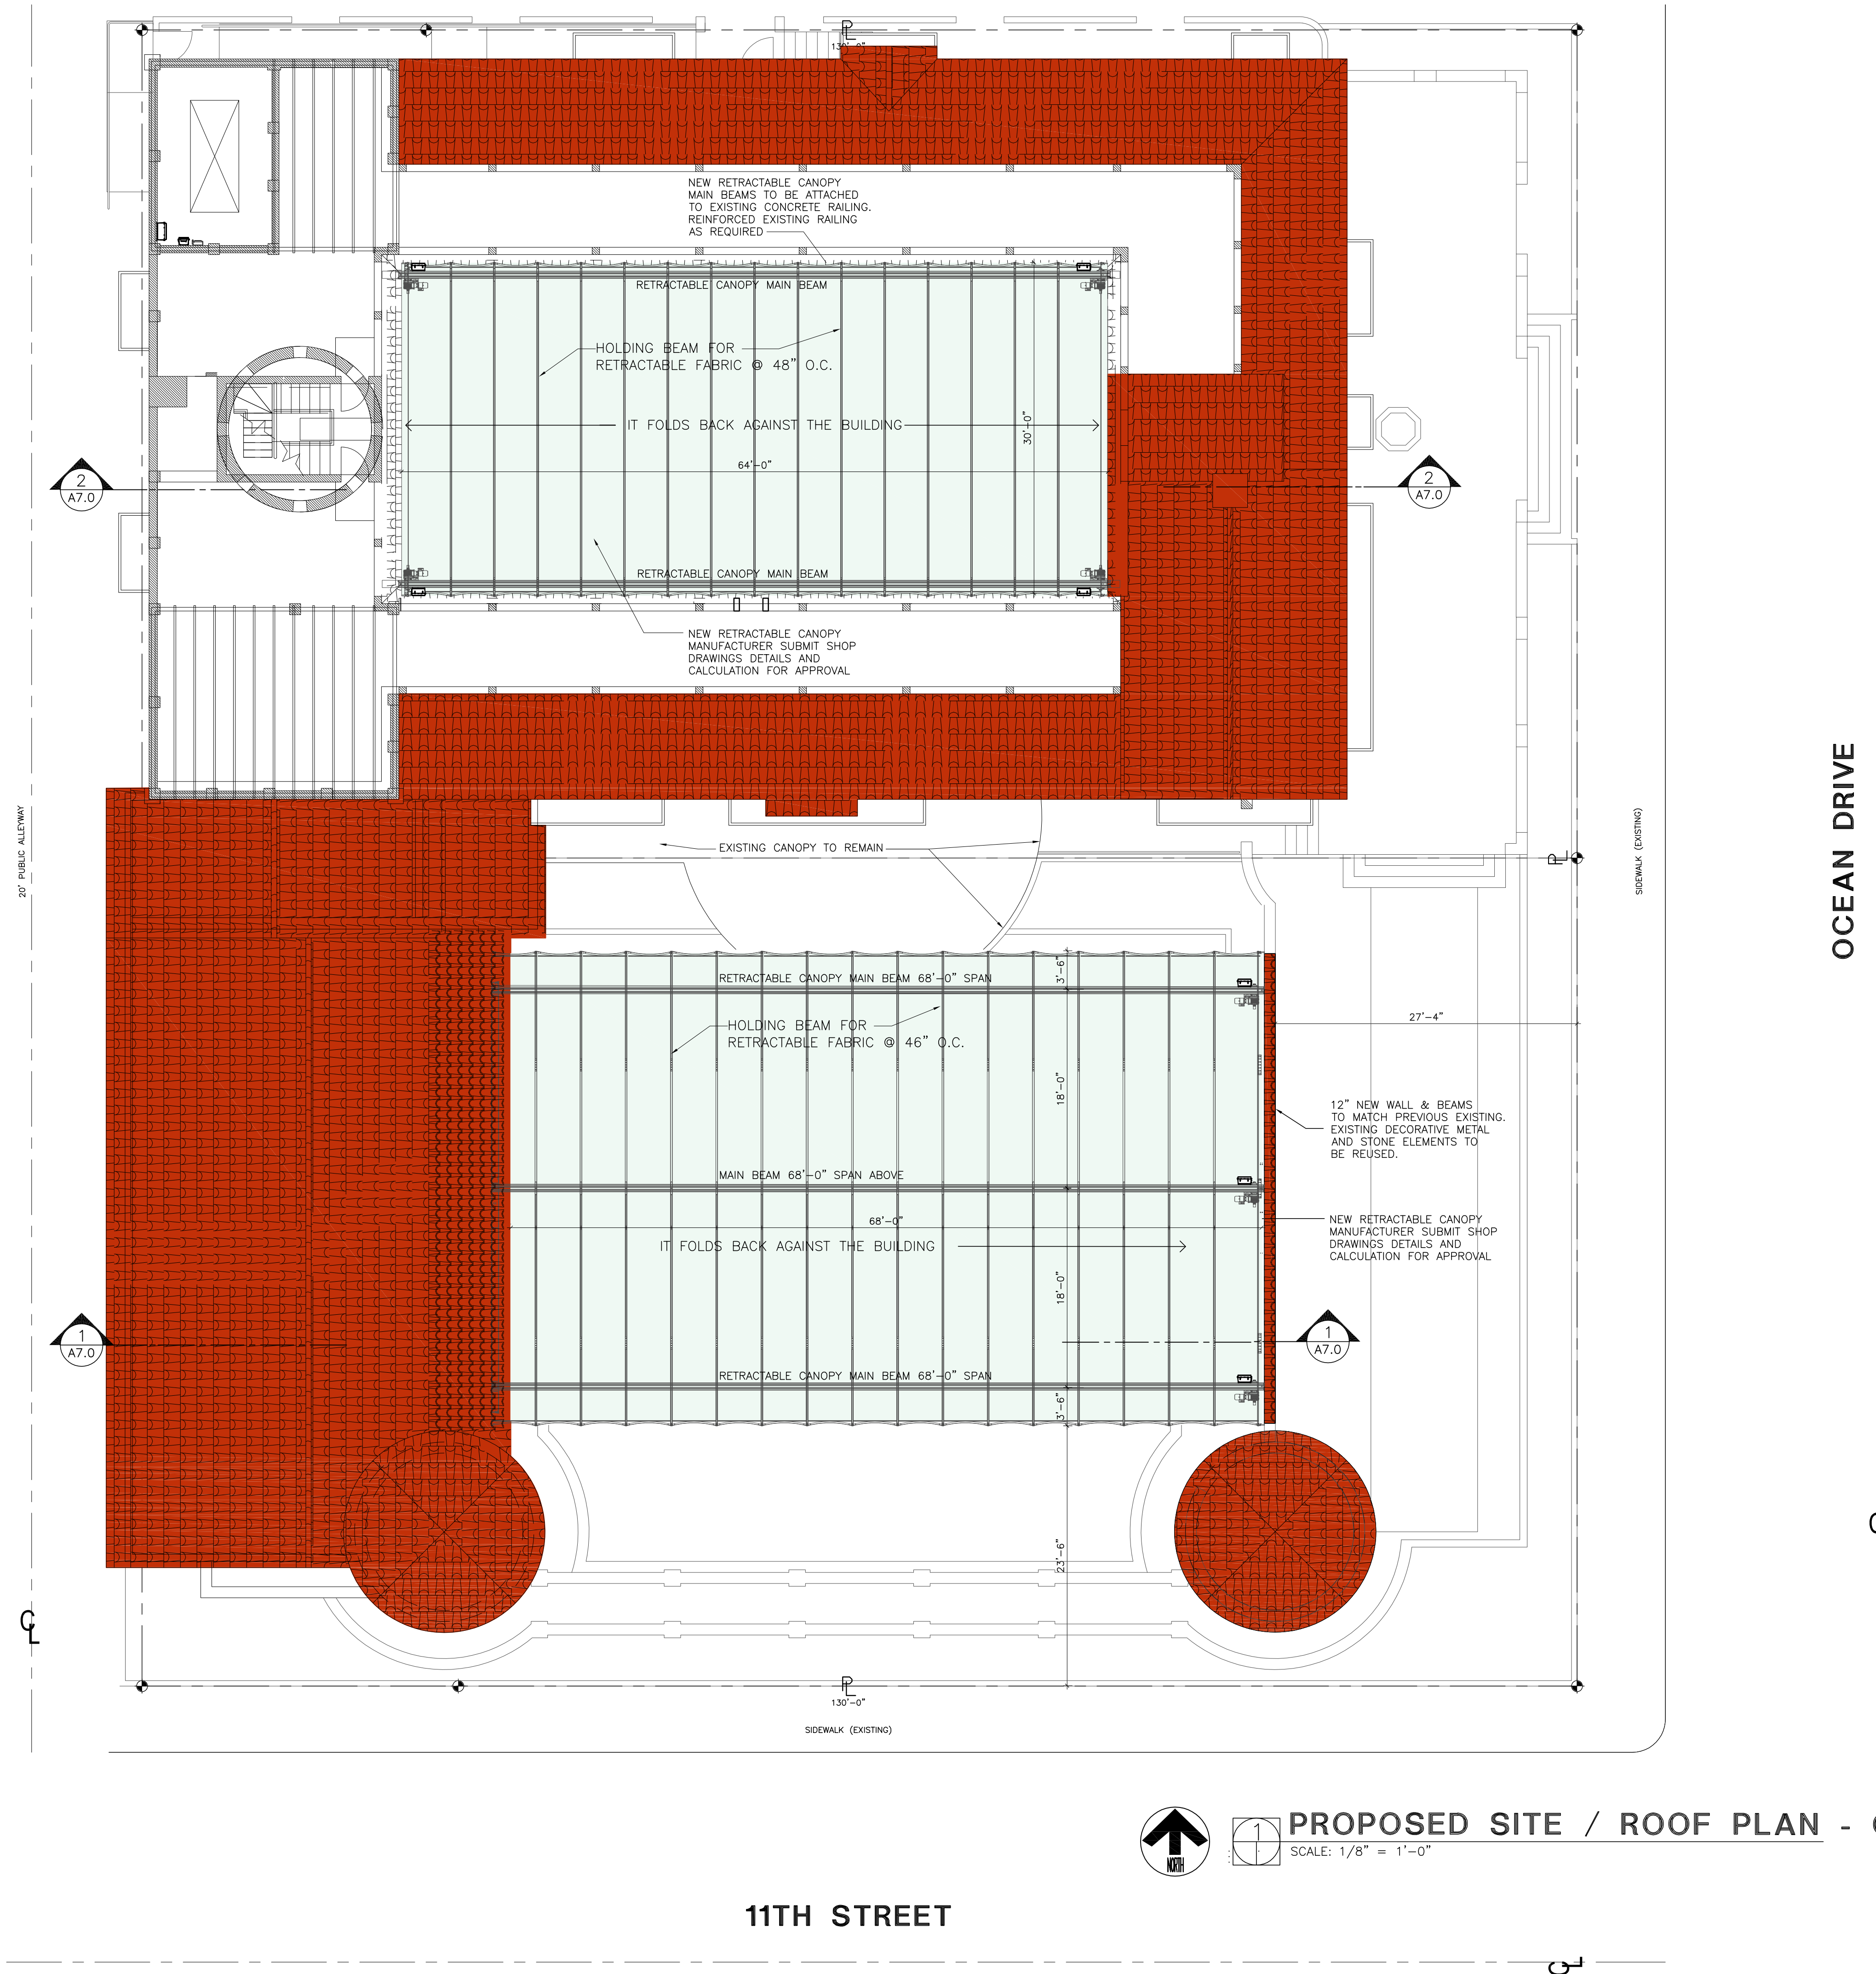 PL
130'-0"
NEW RETRACTABLE CANOPY
MAIN BEAMS TO BE ATTACHED
TO EXISTING CONCRETE RAILING.
REINFORCED EXISTING RAILING
AS REQUIRED
RETRACTABLE CANOPY MAIN BEAM
HOLDING BEAM FOR
RETRACTABLE FABRIC @ 48" O.C.
IT FOLDS BACK AGAINST THE BUILDING
30'-0"
64'-0"
2
A7.0
2
A7.0
RETRACTABLE CANOPY MAIN BEAM
NEW RETRACTABLE CANOPY
MANUFACTURER SUBMIT SHOP
DRAWINGS DETAILS AND
CALCULATION FOR APPROVAL
20' PUBLIC ALLEYWAY
EXISTING CANOPY TO REMAIN
PL
SIDEWALK (EXISTING)
OCEAN DRIVE
RETRACTABLE CANOPY MAIN BEAM 68'-0" SPAN
3'-6"
HOLDING BEAM FOR
RETRACTABLE FABRIC @ 46" O.C.
27'-4"
18'-0"
12" NEW WALL & BEAMS
TO MATCH PREVIOUS EXISTING.
EXISTING DECORATIVE METAL
AND STONE ELEMENTS TO
BE REUSED.
MAIN BEAM 68'-0" SPAN ABOVE
68'-0"
NEW RETRACTABLE CANOPY
MANUFACTURER SUBMIT SHOP
DRAWINGS DETAILS AND
CALCULATION FOR APPROVAL
IT FOLDS BACK AGAINST THE BUILDING
18'-0"
1
A7.0
1
A7.0
RETRACTABLE CANOPY MAIN BEAM 68'-0" SPAN
3'-6"
23'-6"
CL
PL
130'-0"
SIDEWALK (EXISTING)
NORTH
1
PROPOSED SITE / ROOF PLAN -
SCALE: 1/8" = 1'-0"
11TH STREET
CL